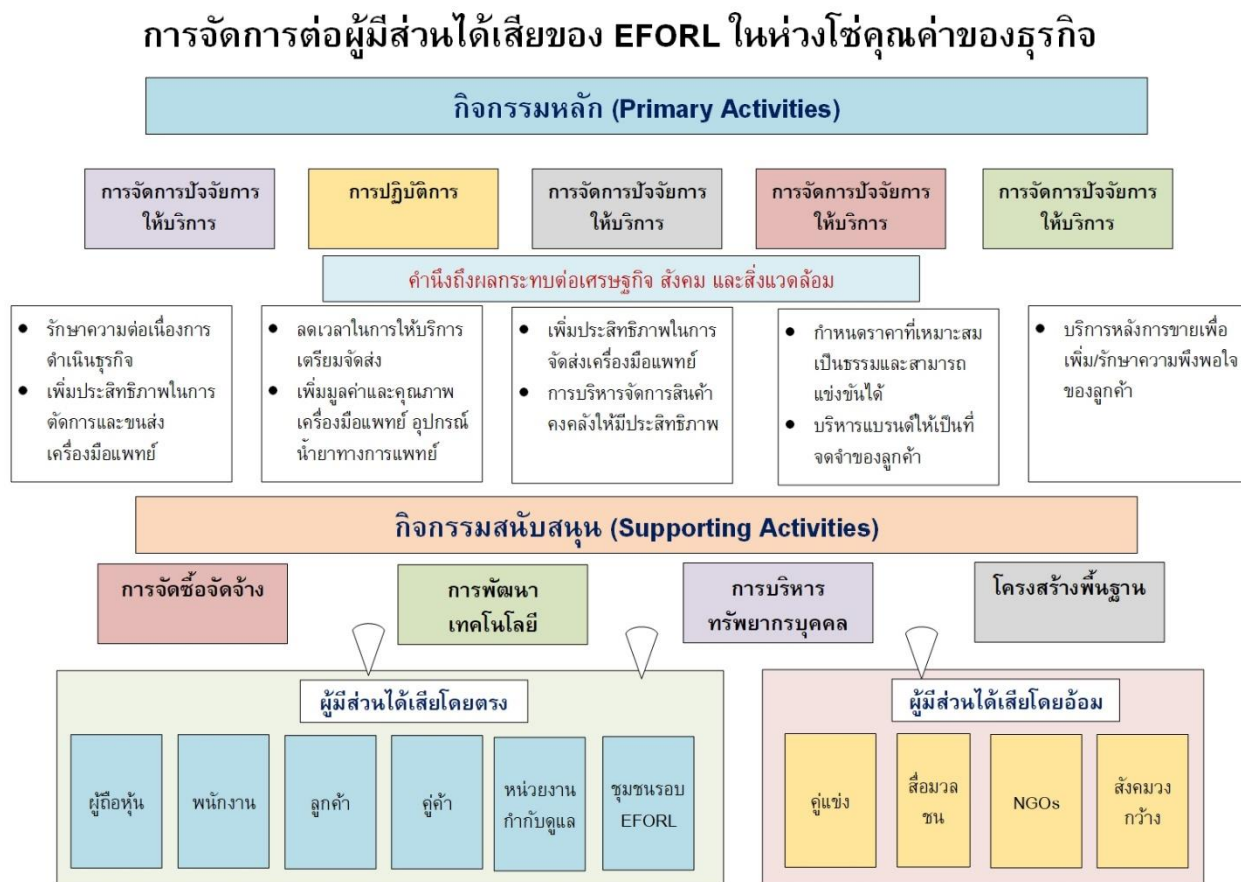 การจัดการต่อผู้มีส่วนได้เสียของ EFORL ในห่วงโซ่คุณค่าของธุรกิจ
กิจกรรมหลัก (Primary Activities)
การจัดการปัจจัยการ
ให้บริการ
การปฏิบัติการ
การจัดการปัจจัยการ
ให้บริการ
การจัดการปัจจัยการ
ให้บริการ
การจัดการปัจจัยการ
ให้บริการ
คำนึงถึงผลกระทบต่อเศรษฐกิจ สังคม และสิ่งแวดล้อม
● รักษาความต่อเนื่องการ
ดำเนินธุรกิจ
● เพิ่มประสิทธิภาพในการ
ตัดการและขนส่ง
เครื่องมือแพทย์
● ลดเวลาในการให้บริการ
เตรียมจัดส่ง
● เพิ่มมูลค่าและคุณภาพ
เครื่องมือแพทย์ อุปกรณ์
น้ำยาทางการแพทย์
● เพิ่มประสิทธิภาพในการ
จัดส่งเครื่องมือแพทย์
● การบริหารจัดการสินค้า
คงคลังให้มีประสิทธิภาพ
● กำหนดราคาที่เหมาะสม
เป็นธรรมและสามารถ
แข่งขันได้
● บริหารแบรนด์ให้เป็นที่
จดจำของลูกค้า
● บริการหลังการขายเพื่อ
เพิ่ม/รักษาความพึงพอใจ
ของลูกค้า
กิจกรรมสนับสนุน (Supporting Activities)
การจัดซื้อจัดจ้าง
การพัฒนา
เทคโนโลยี
การบริหาร
ทรัพยากรบุคคล
โครงสร้างพื้นฐาน
ผู้มีส่วนได้เสียโดยตรง
ผู้ถือหุ้น
พนักงาน
ลูกค้า
คู่ค้า
หน่วยงาน
กำกับดูแล
ชุมชนรอบ
EFORL
ผู้มีส่วนได้เสียโดยอ้อม
คู่แข่ง
สื่อมวล
ชน
NGOs
สังคมวง
กว้าง